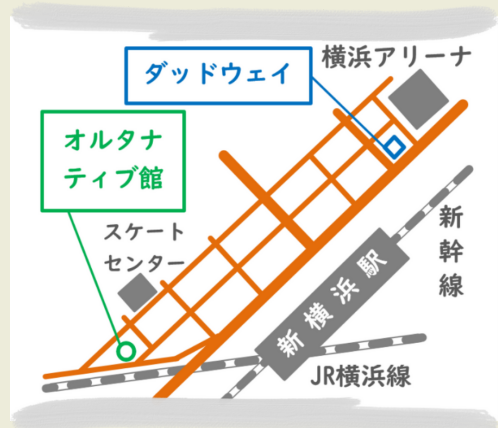 横浜アリーナ
ダッドウェイ
オルタナ
ティブ館
スケート
センター
新幹線
新横浜駅
JR横浜線